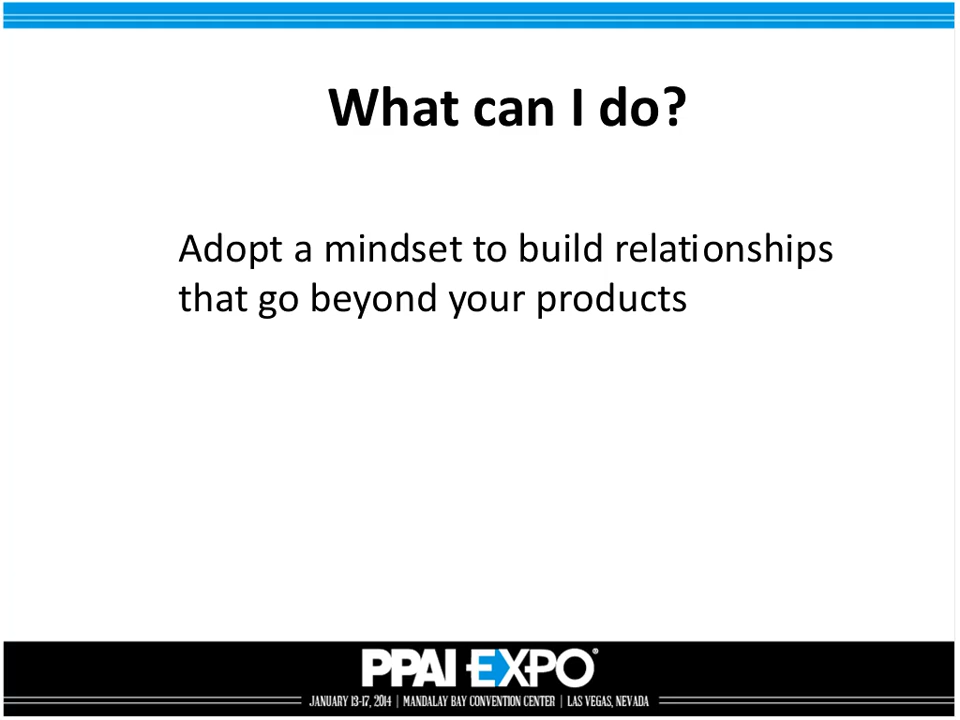 What can I do?
Adopt a mindset to build relationships
that go beyond your products
PPAI EXPO®
JANUARY 13-17, 2014 | MANDALAY BAY CONVENTION CENTER | LAS VEGAS, NEVADA